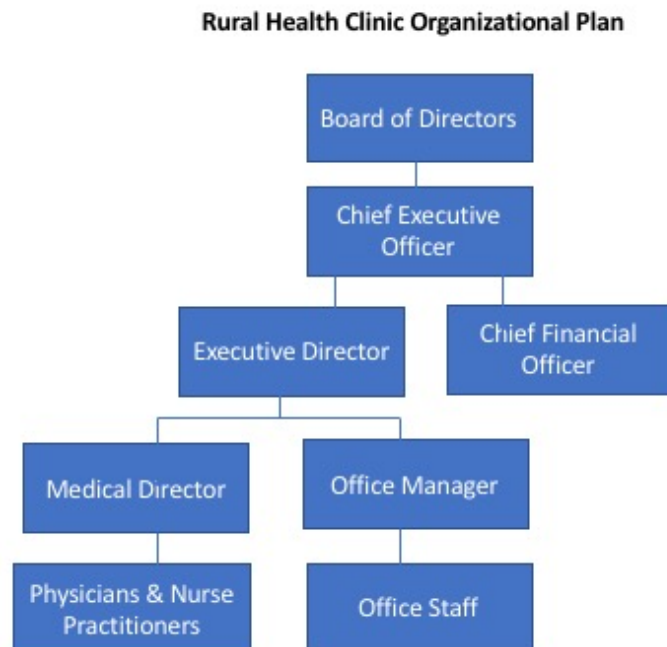 Rural Health Clinic Organizational Plan
Board of Directors
Chief Executive
Officer
Executive Director
Chief Financial
Officer
Medical Director
Office Manager
Physicians & Nurse
Practitioners
Office Staff